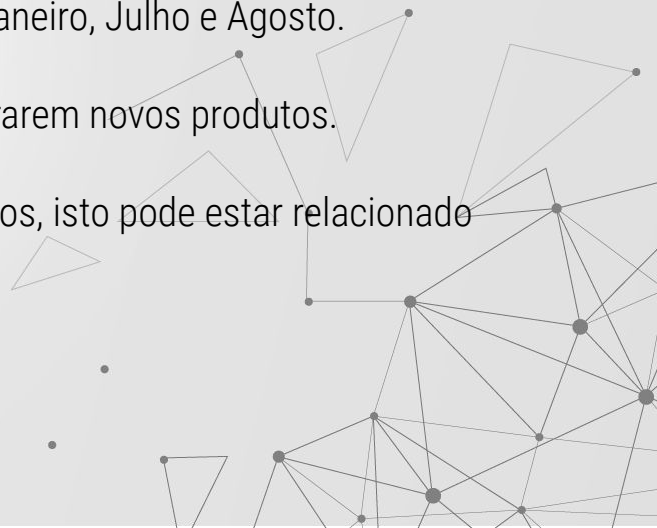 aneiro, Julho e Agosto.
arem novos produtos.
os, isto pode estar relacionado